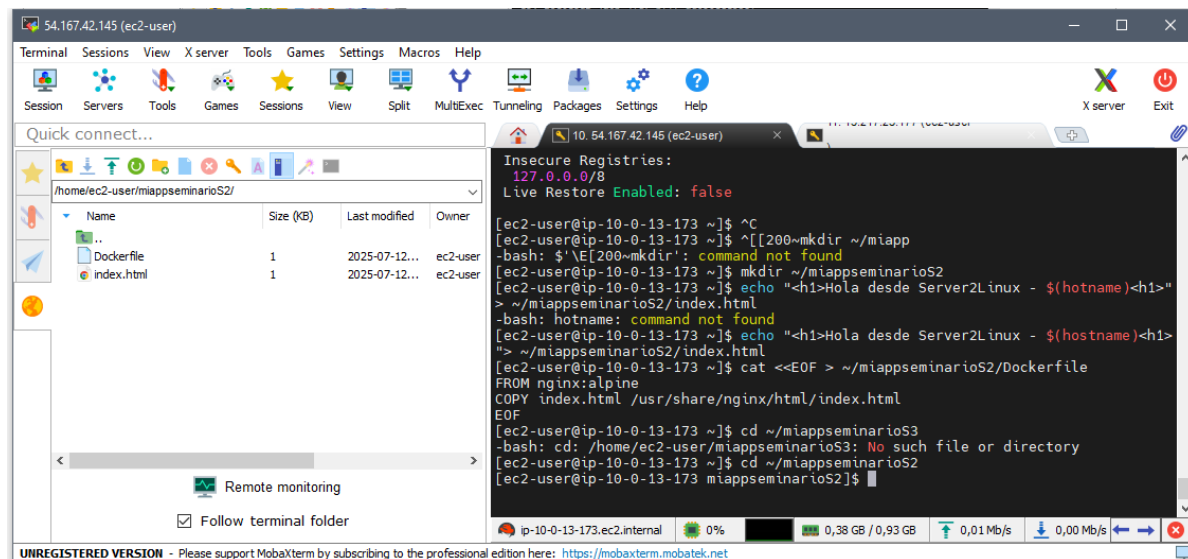 54.167.42.145 (ec2-user)
Terminal Sessions View X server Tools Games Settings Macros Help
Session Servers Tools Games Sessions View Split MultiExec Tunneling Packages Settings Help X server Exit
Quick connect...
10. 54.167.42.145 (ec2-user)
/home/ec2-user/miappseminarioS2/
Name Size (KB) Last modified Owner
..
Dockerfile 1 2025-07-12... ec2-user
index.html 1 2025-07-12... ec2-user
Remote monitoring
Follow terminal folder
Insecure Registries:
127.0.0.0/8
Live Restore Enabled: false
[ec2-user@ip-10-0-13-173 ~]$ ^C
[ec2-user@ip-10-0-13-173 ~]$ ^[[200~mkdir ~/miapp
-bash: $'\E[200~mkdir': command not found
[ec2-user@ip-10-0-13-173 ~]$ mkdir ~/miappseminarioS2
[ec2-user@ip-10-0-13-173 ~]$ echo "<h1>Hola desde Server2Linux - $(hotname)<h1>"
> ~/miappseminarioS2/index.html
-bash: hotname: command not found
[ec2-user@ip-10-0-13-173 ~]$ echo "<h1>Hola desde Server2Linux - $(hostname)<h1>
"> ~/miappseminarioS2/index.html
[ec2-user@ip-10-0-13-173 ~]$ cat <<EOF > ~/miappseminarioS2/Dockerfile
FROM nginx:alpine
COPY index.html /usr/share/nginx/html/index.html
EOF
[ec2-user@ip-10-0-13-173 ~]$ cd ~/miappseminarioS3
-bash: cd: /home/ec2-user/miappseminarioS3: No such file or directory
[ec2-user@ip-10-0-13-173 ~]$ cd ~/miappseminarioS2
[ec2-user@ip-10-0-13-173 miappseminarioS2]$
ip-10-0-13-173.ec2.internal 0% 0,38 GB / 0,93 GB 0,01 Mb/s 0,00 Mb/s
UNREGISTERED VERSION - Please support MobaXterm by subscribing to the professional edition here: https://mobaxterm.mobatek.net